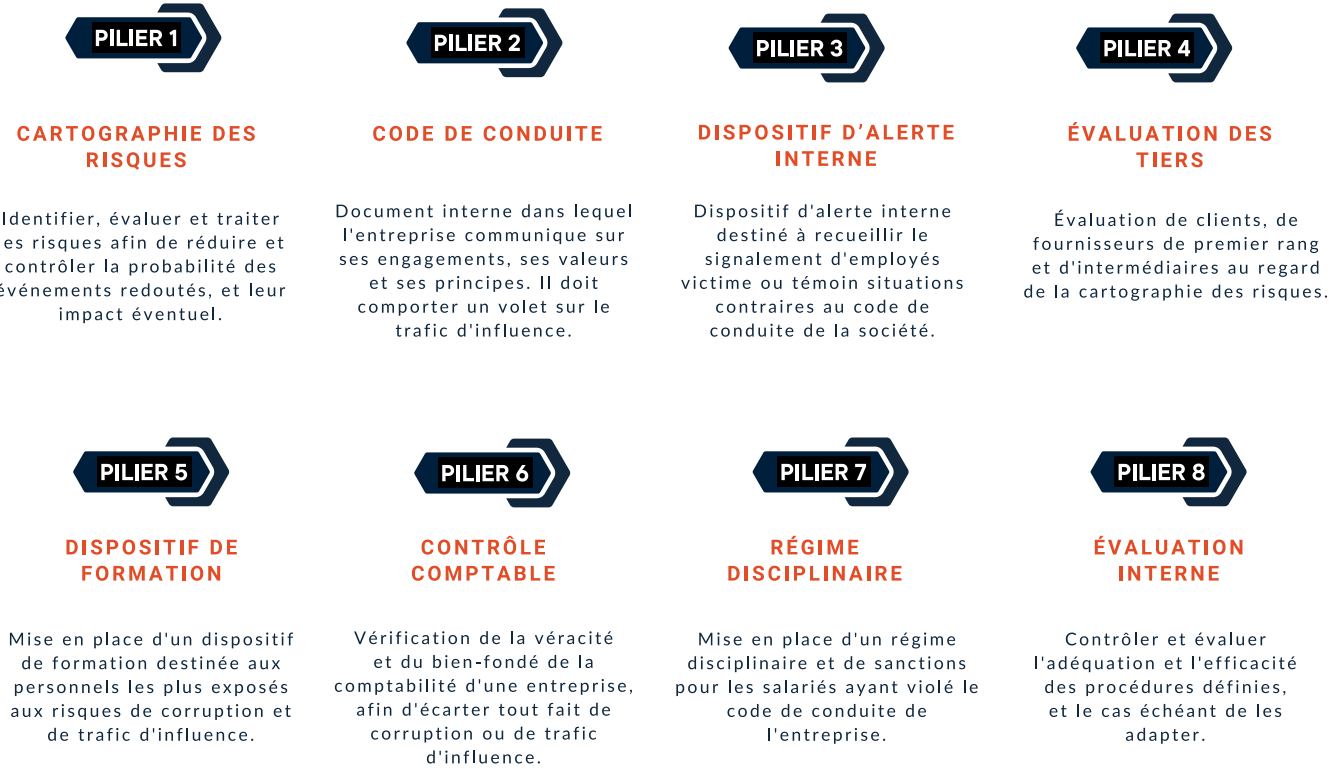 PILIER 1
CARTOGRAPHIE DES
RISQUES
Identifier, évaluer et traiter
es risques afin de réduire et
contrôler la probabilité des
événements redoutés, et leur
impact éventuel.
PILIER 2
CODE DE CONDUITE
Document interne dans lequel
l'entreprise communique sur
ses engagements, ses valeurs
et ses principes. Il doit
comporter un volet sur le
trafic d'influence.
PILIER 3
DISPOSITIF D'ALERTE
INTERNE
Dispositif d'alerte interne
destiné à recueillir le
signalement d'employés
victime ou témoin situations
contraires au code de
conduite de la société.
PILIER 4
ÉVALUATION DES
TIERS
Évaluation de clients, de
fournisseurs de premier rang
et d'intermédiaires au regard
de la cartographie des risques.
PILIER 5
DISPOSITIF DE
FORMATION
Mise en place d'un dispositif
de formation destinée aux
personnels les plus exposés
aux risques de corruption et
de trafic d'influence.
PILIER 6
CONTRÔLE
COMPTABLE
Vérification de la véracité
et du bien-fondé de la
comptabilité d'une entreprise,
afin d'écarter tout fait de
corruption ou de trafic
d'influence.
PILIER 7
RÉGIME
DISCIPLINAIRE
Mise en place d'un régime
disciplinaire et de sanctions
pour les salariés ayant violé le
code de conduite de
l'entreprise.
PILIER 8
ÉVALUATION
INTERNE
Contrôler et évaluer
l'adéquation et l'efficacité
des procédures définies,
et le cas échéant de les
adapter.